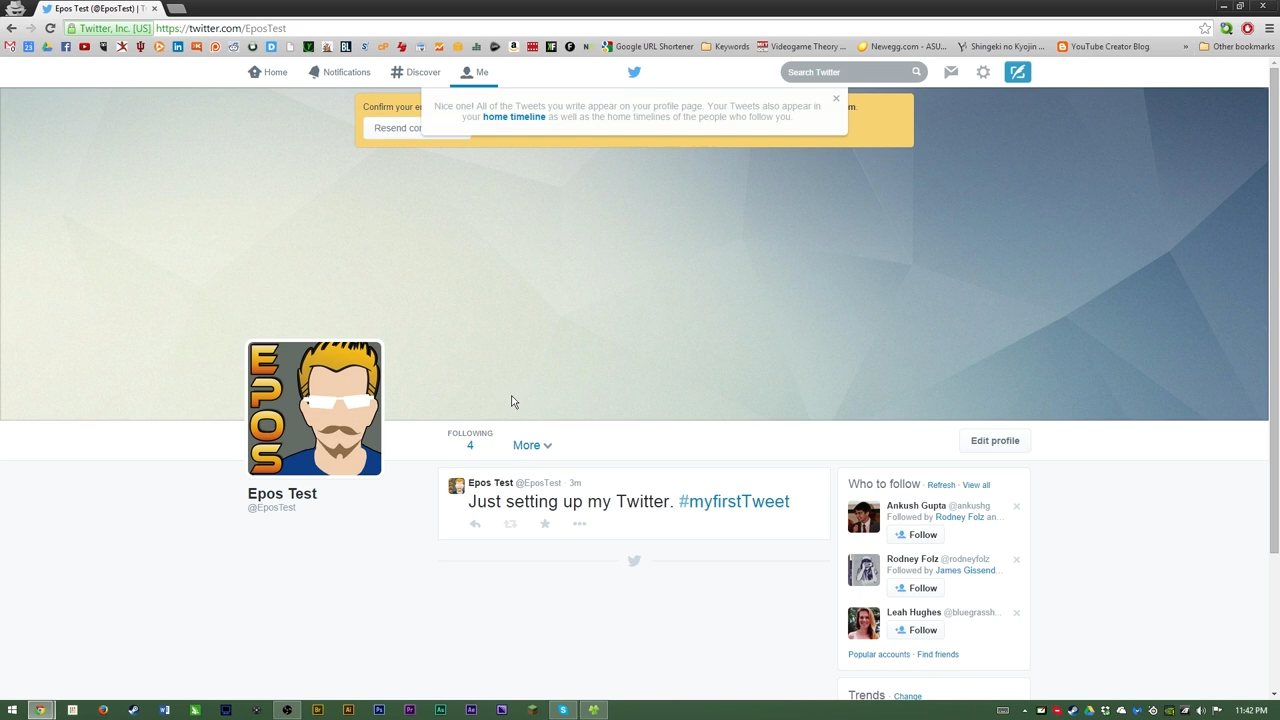 Epos Test (@EposTest) | T
Twitter, Inc. [US]
https://twitter.com/EposTest
Google URL Shortener
Keywords
Videogame Theory ...
Newegg.com - ASU...
Shingeki no Kyojin
YouTube Creator Blog
»
Other bookmarks
Home
Notifications
Discover
Me
Search Twitter
Confirm your e
Nice one! All of the Tweets you write appear on your profile page. Your Tweets also appear in
your home timeline as well as the home timelines of the people who follow you.
m.
Resend co
EPOS
FOLLOWING
4
More
Edit profile
Epos Test
@EposTest
Epos Test @EposTest · 3m
Just setting up my Twitter. #myfirstTweet
Who to follow · Refresh · View all
Ankush Gupta @ankushg
Followed by Rodney Folz an...
Follow
Rodney Folz @rodneyfolz
Followed by James Gissend...
Follow
Leah Hughes @bluegrassh...
Follow
Popular accounts · Find friends
Trends · Change
11:42 PM